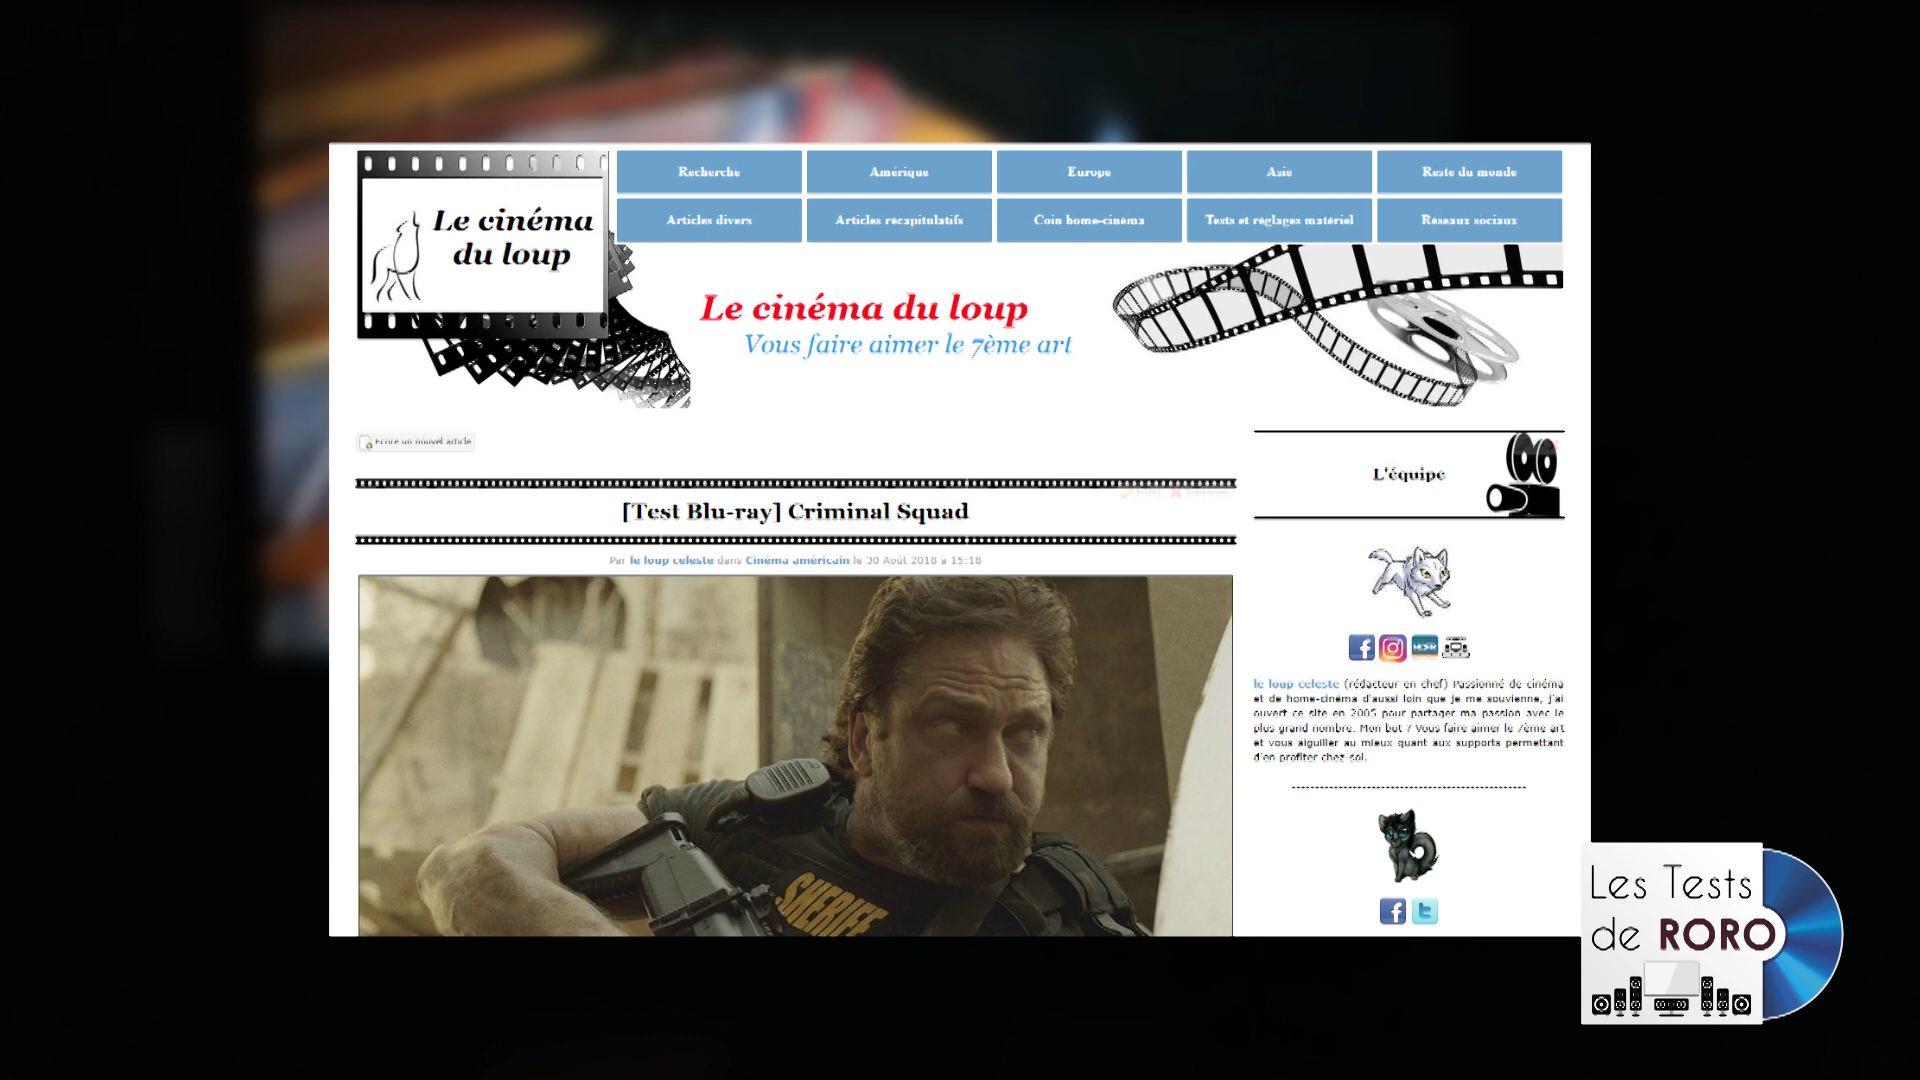 Recherche
Amérique
Europe
Asie
Reste du monde
Articles divers
Articles récapitulatifs
Coin home-cinéma
Tests et réglages matériel
Réseaux sociaux
Le cinéma
du loup
Le cinéma du loup
Vous faire aimer le 7ème art
Ecrire un nouvel article
L'équipe
[Test Blu-ray] Criminal Squad
Par le loup celeste dans Cinéma américain le 30 Août 2018 à 15:18
SHERIFF
le loup celeste (rédacteur en chef) Passionné de cinéma
et de home-cinéma d'aussi loin que je me souvienne, j'ai
ouvert ce site en 2005 pour partager ma passion avec le
plus grand nombre. Mon but ? Vous faire aimer le 7ème art
et vous aiguiller au mieux quant aux supports permettant
d'en profiter chez-soi.
Les Tests
de RORO